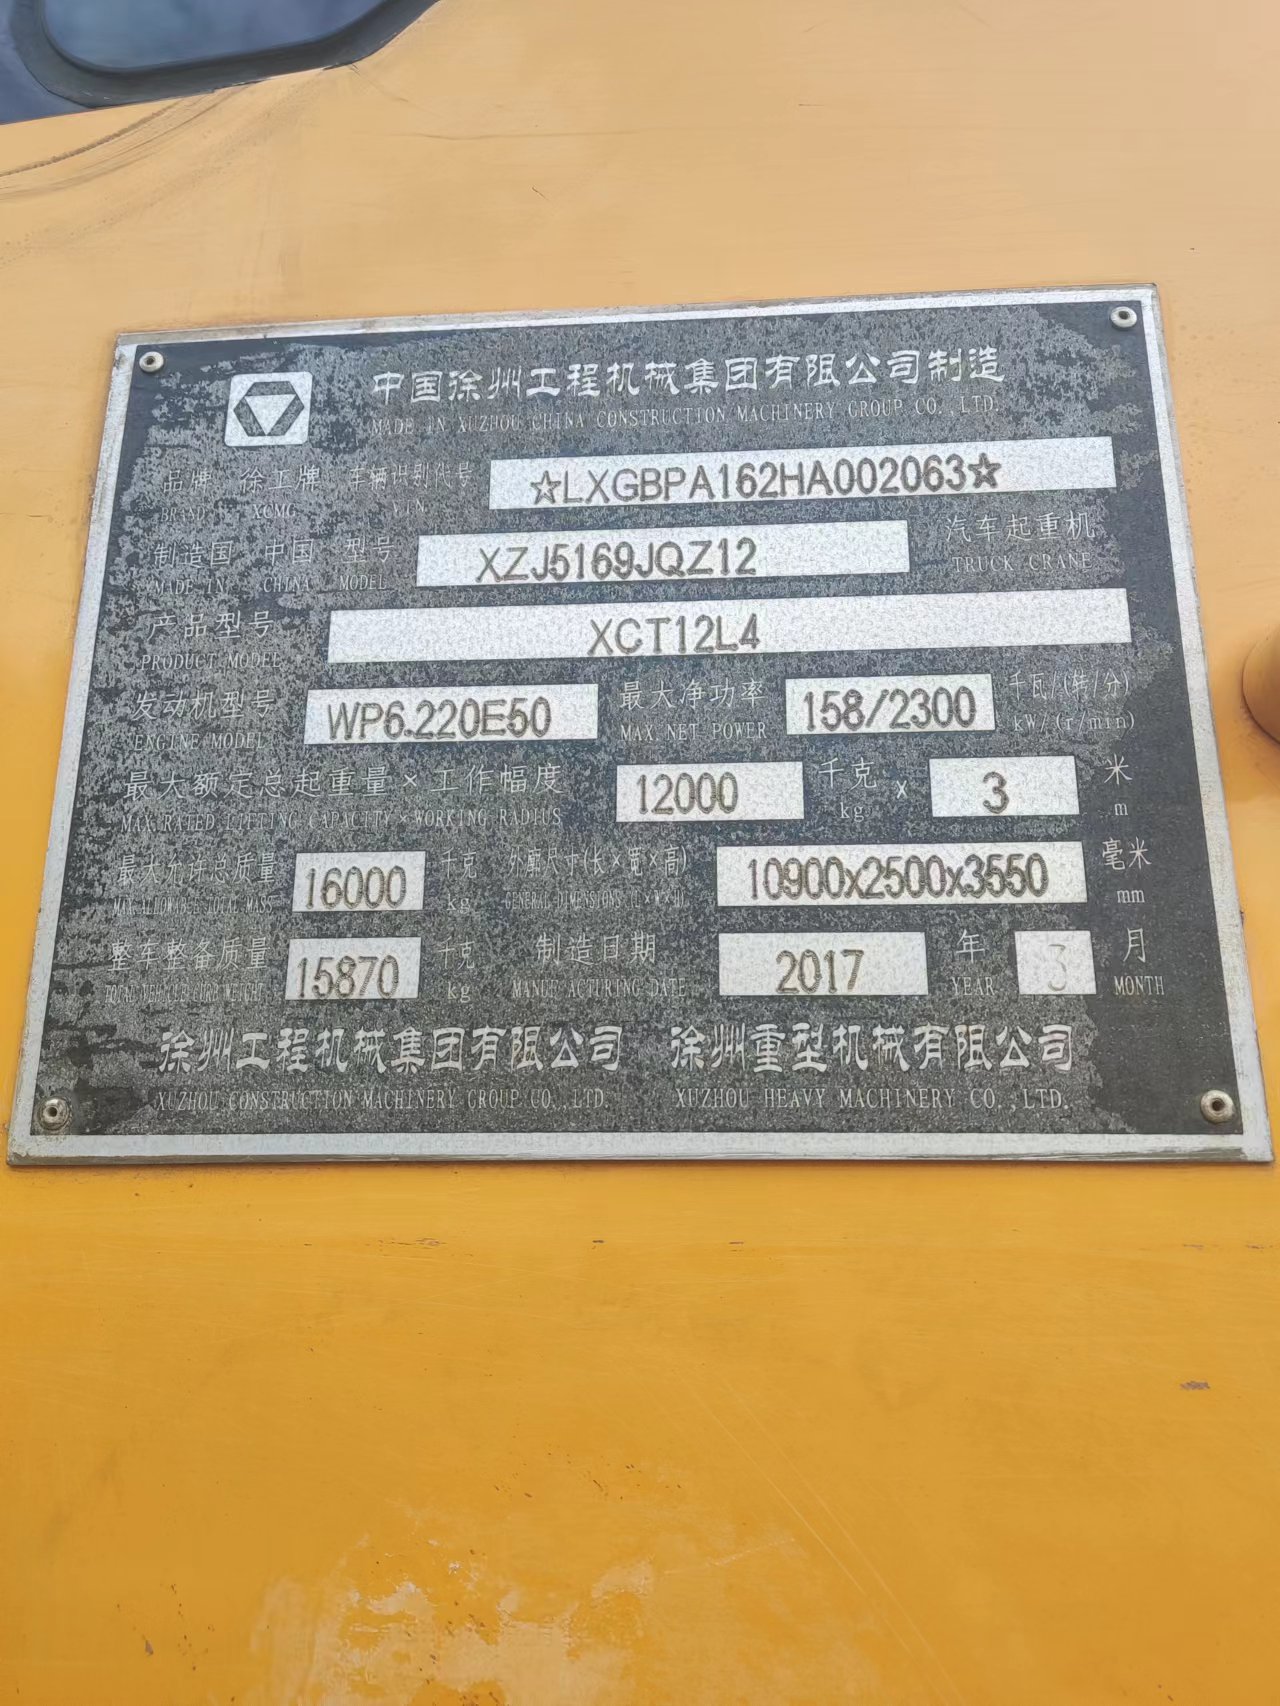 中国徐州工程机械集团有限公司制造
MADE IN XUZHOU CHINA CONSTRUCTION MACHINERY GROUP CO.,LTD.
品牌 徐工牌 车辆识别代号 ☆LXGBPA162HA002063☆
BRAND XCMG V.I.N.
制造国 中国 型号 XZJ5169JQZ12 汽车起重机
MADE IN CHINA MODEL TRUCK CRANE
产品型号 XCT12L4
PRODUCT MODEL
发动机型号 WP6.220E50 最大净功率 158/2300 千瓦/(转/分)
ENGINE MODEL MAX.NET POWER kW/(r/min)
最大额定总起重量×工作幅度 12000 千克 × 3 米
MAX.RATED LIFTING CAPACITY×WORKING RADIUS kg m
最大允许总质量 16000 千克 外廓尺寸(长×宽×高) 10900x2500x3550 毫米
MAX.ALLOWABLE TOTAL MASS kg GENERAL DIMENSIONS (L×W×H) mm
整车整备质量 15870 千克 制造日期 2017 年 3 月
TOTAL VEHICLE CURB WEIGHT kg MANUFACTURING DATE YEAR MONTH
徐州工程机械集团有限公司 徐州重型机械有限公司
XUZHOU CONSTRUCTION MACHINERY GROUP CO.,LTD. XUZHOU HEAVY MACHINERY CO.,LTD.